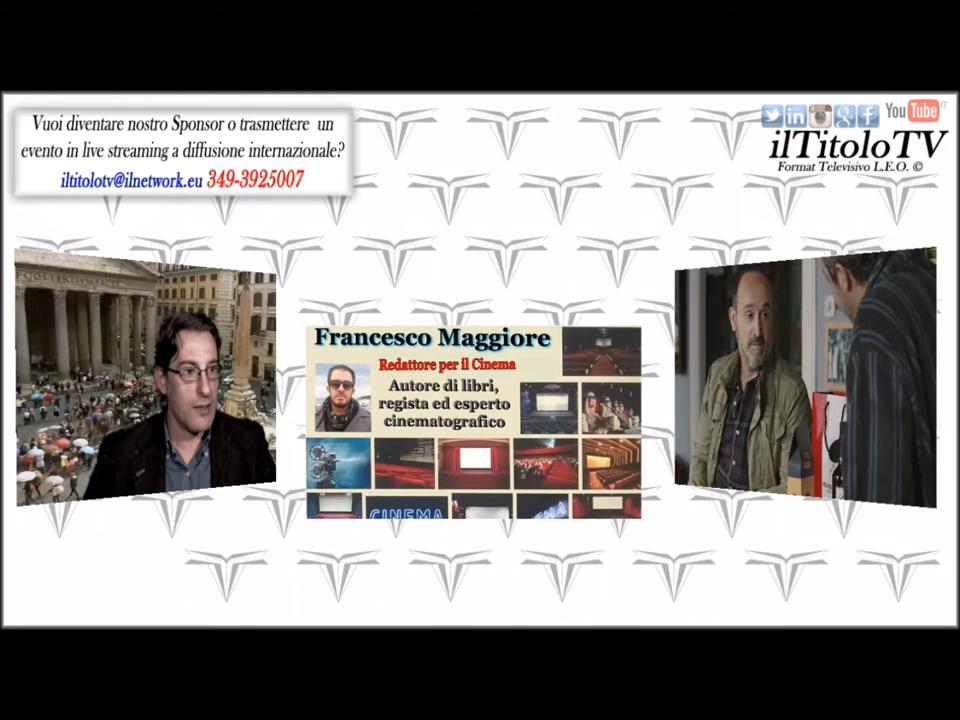 Vuoi diventare nostro Sponsor o trasmettere un
evento in live streaming a diffusione internazionale?
iltitolotv@ilnetwork.eu 349-3925007
You Tube IT
ilTitoloTV
Format Televisivo L.E.O. ©
Francesco Maggiore
Redattore per il Cinema
Autore di libri,
regista ed esperto
cinematografico
CINEMA